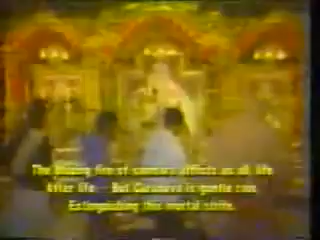 The Blazing fire of samsara afflicts us all life
After life... But Gurudeva is gentle rain
Extinguishing this mortal strife.